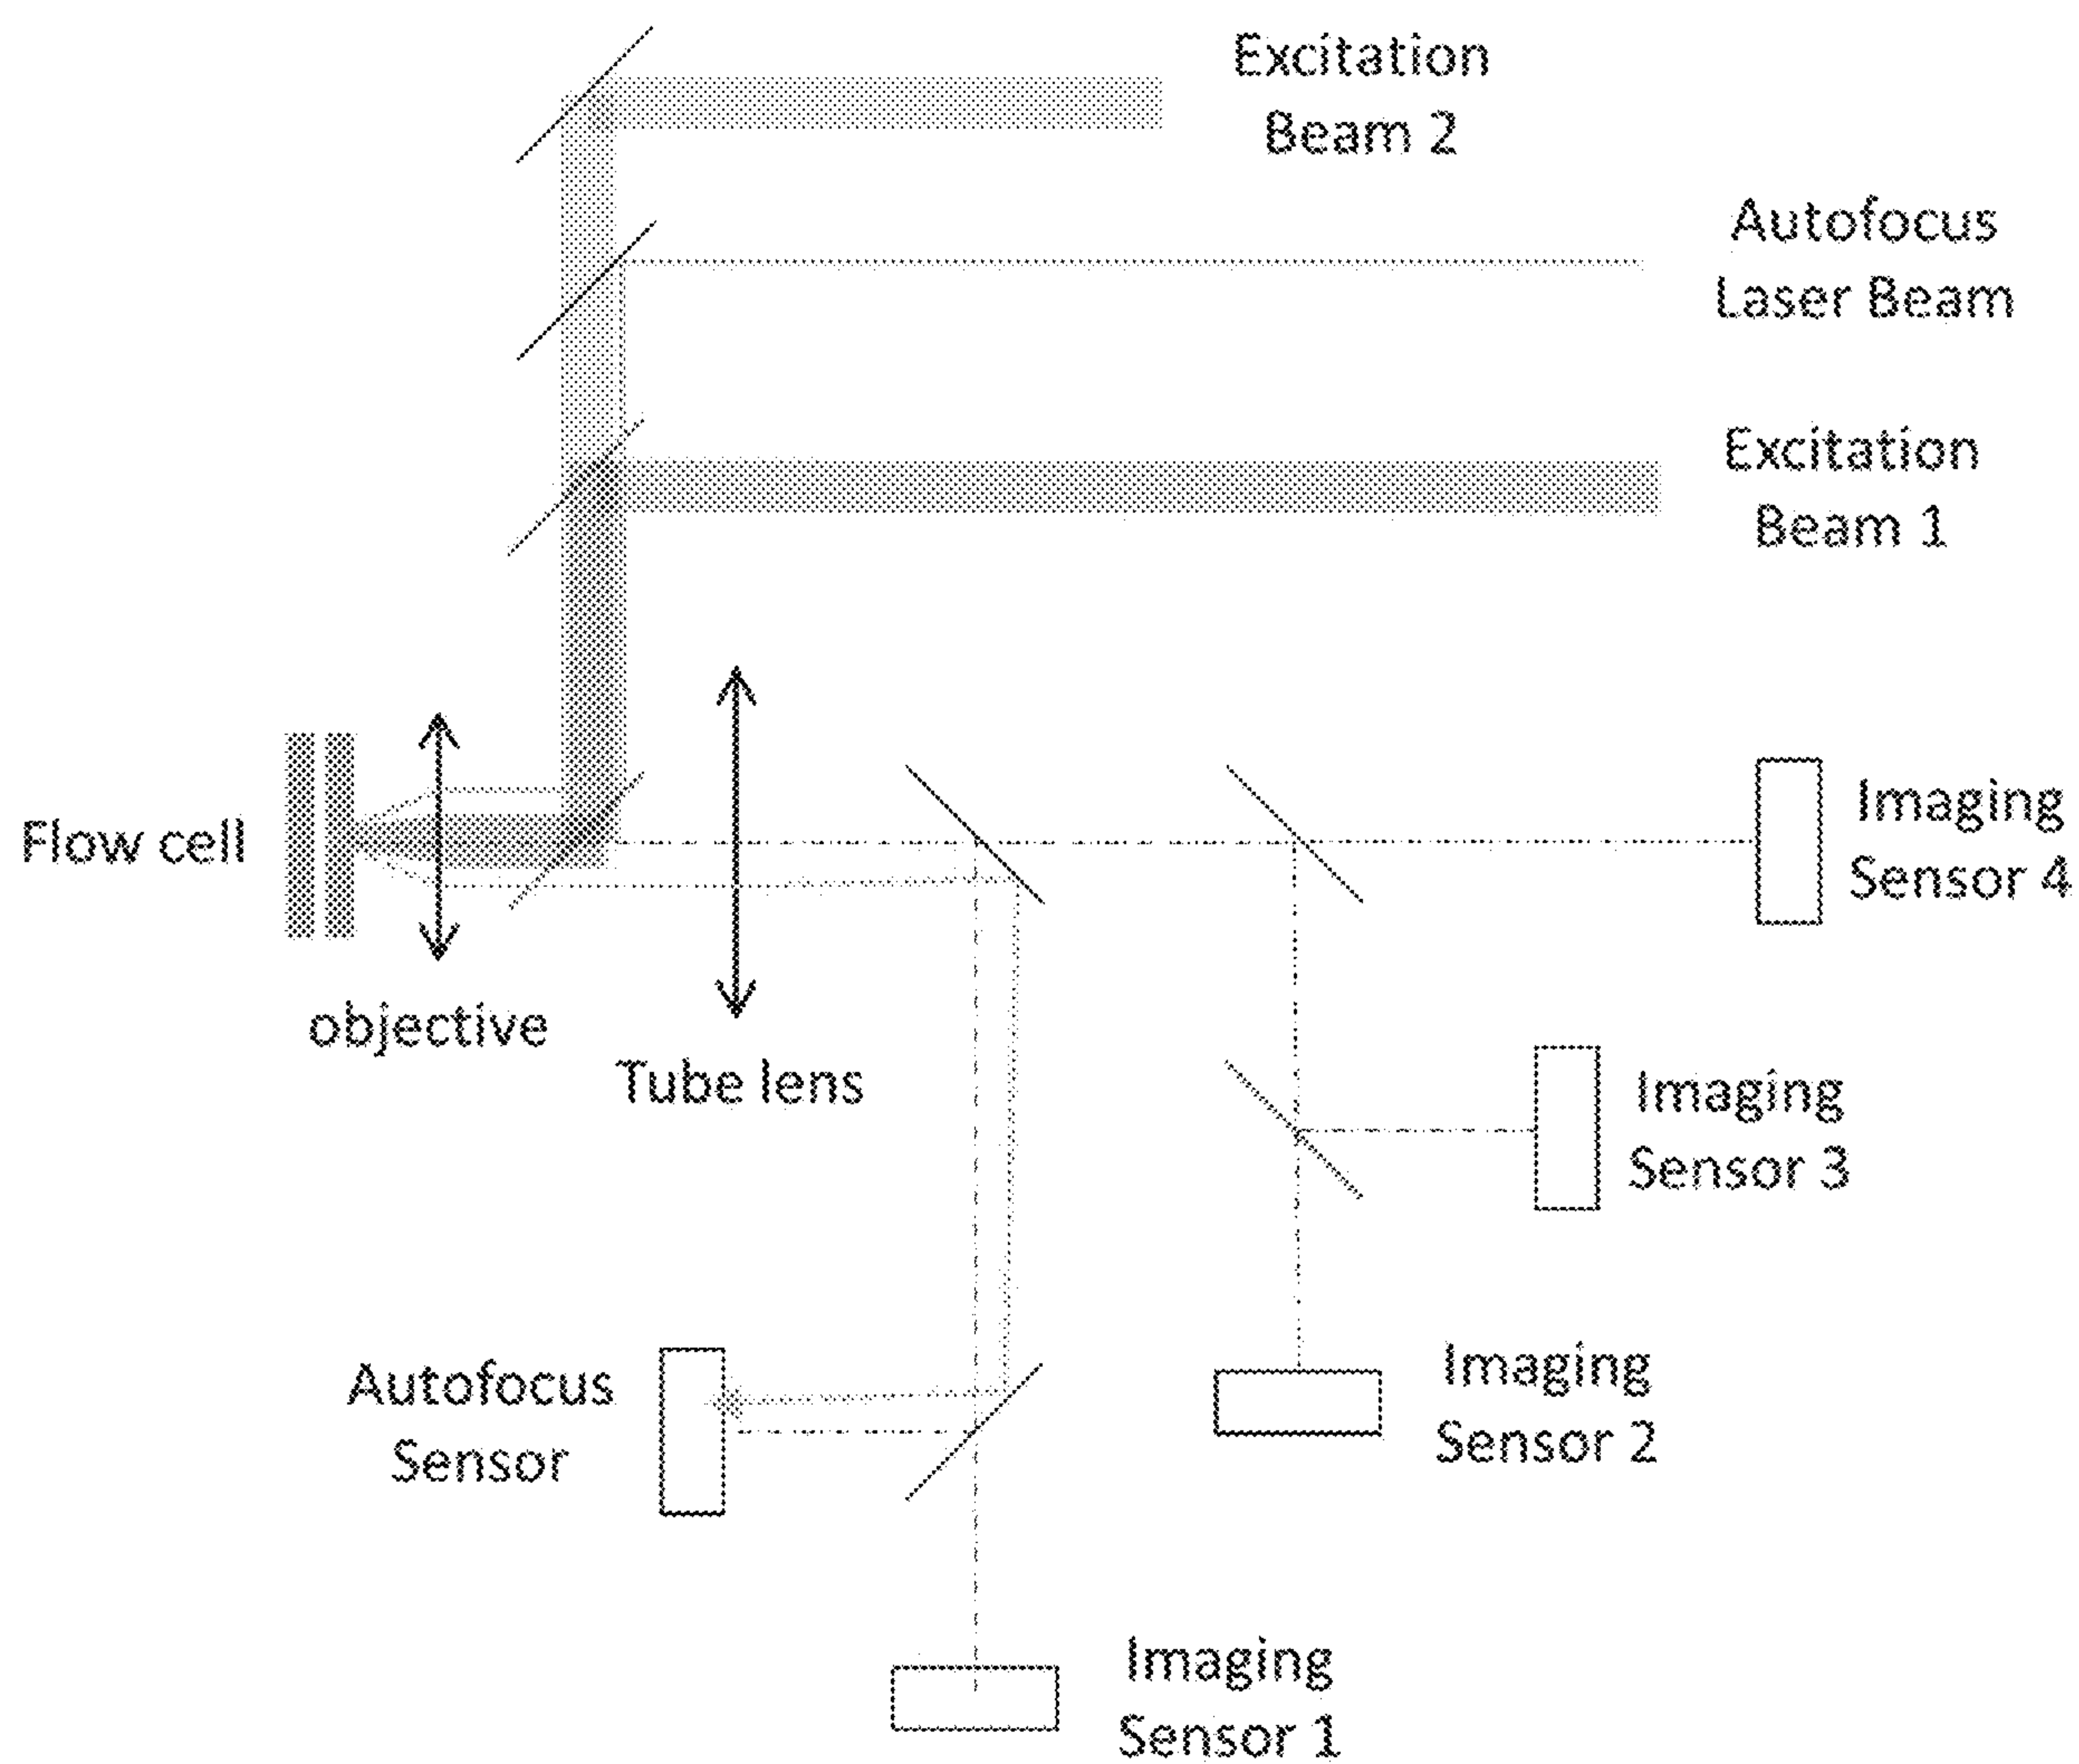 Excitation
Beam 2
Autofocus
Laser Beam
Excitation
Beam 1
Flow cell
objective
Tube lens
Imaging
Sensor 4
Imaging
Sensor 3
Autofocus
Sensor
Imaging
Sensor 2
Imaging
Sensor 1